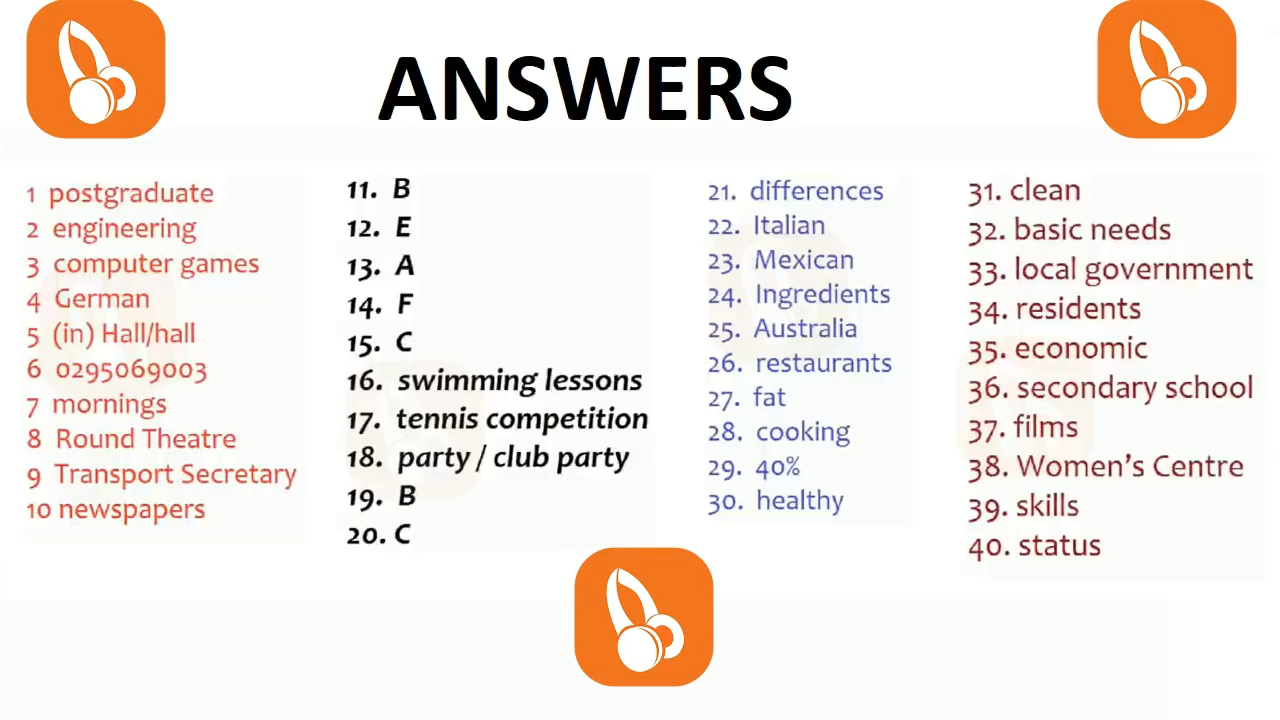 ANSWERS
1 postgraduate
2 engineering
3 computer games
4 German
5 (in) Hall/hall
6 0295069003
7 mornings
8 Round Theatre
9 Transport Secretary
10 newspapers
11. B
12. E
13. A
14. F
15. C
16. swimming lessons
17. tennis competition
18. party / club party
19. B
20. C
21. differences
22. Italian
23. Mexican
24. Ingredients
25. Australia
26. restaurants
27. fat
28. cooking
29. 40%
30. healthy
31. clean
32. basic needs
33. local government
34. residents
35. economic
36. secondary school
37. films
38. Women's Centre
39. skills
40. status